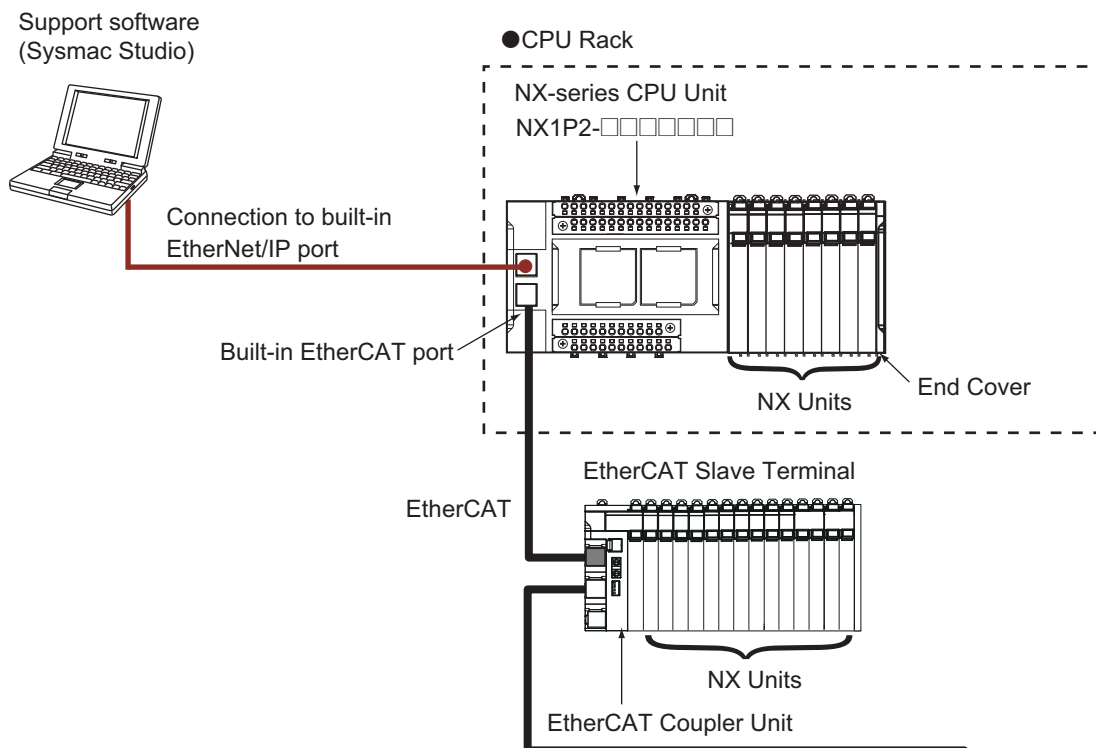 Support software
(Sysmac Studio)
●CPU Rack
NX-series CPU Unit
NX1P2-□□□□□□□
Connection to built-in
EtherNet/IP port
Built-in EtherCAT port
End Cover
NX Units
EtherCAT Slave Terminal
EtherCAT
NX Units
EtherCAT Coupler Unit